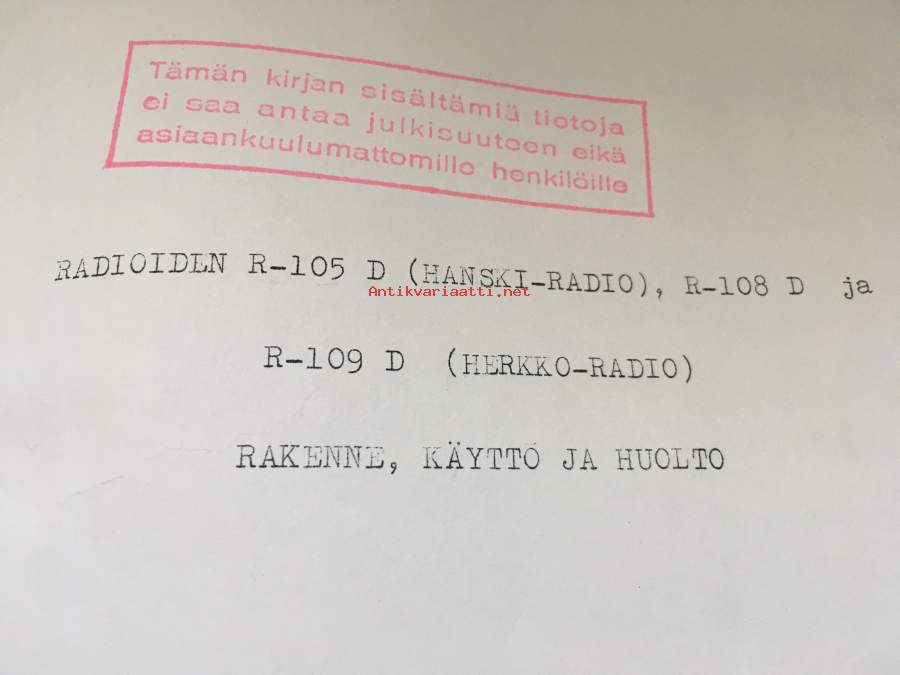 Tämän kirjan sisältämiä tietoja
ei saa antaa julkisuuteen eikä
asiaankuulumattomille henkilöille
RADIOIDEN R-105 D (HANSKI-RADIO), R-108 D ja
Antikvariaatti.net
R-109 D (HERKKO-RADIO)
RAKENNE, KÄYTTÖ JA HUOLTO